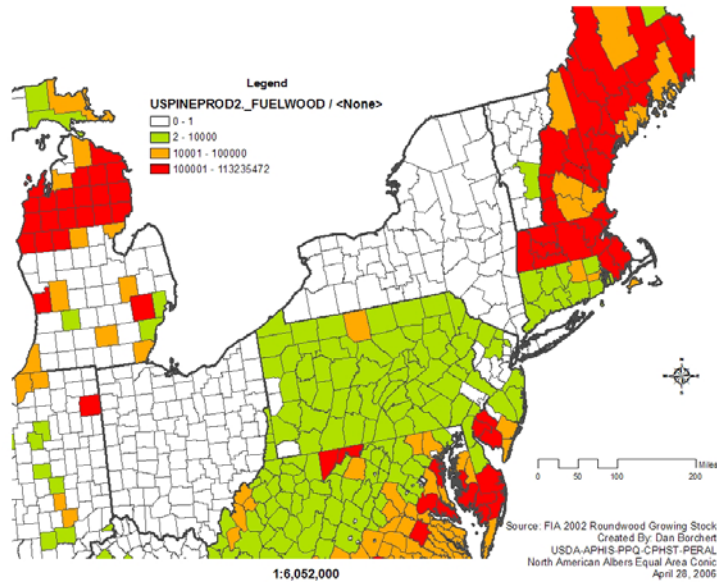 Legend
USPINEPROD2._FUELWOOD / <None>
0 - 1
2 - 10000
10001 - 100000
100001 - 113235472
N
W
E
S
0 50 100 200
Miles
Source: FIA 2002 Roundwood Growing Stock
Created By: Dan Borchert
USDA-APHIS-PPQ-CPHST-PERAL
North American Albers Equal Area Conic
April 28, 2006
1:6,052,000